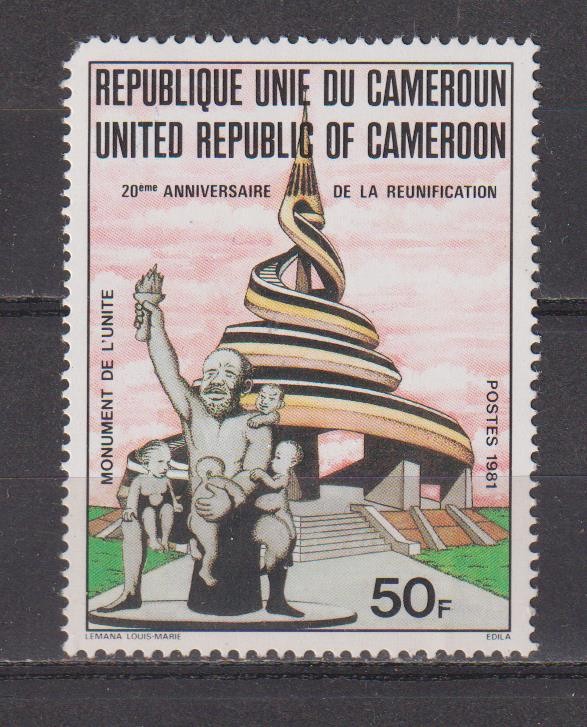 REPUBLIQUE UNIE DU CAMEROUN
UNITED REPUBLIC OF CAMEROON
20ème ANNIVERSAIRE DE LA REUNIFICATION
MONUMENT DE L'UNITE
POSTES 1981
50F
LEMANA LOUIS-MARIE
EDILA